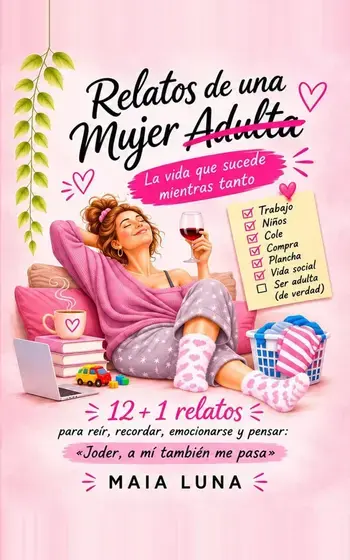 Relatos de una
Mujer Adulta
La vida que sucede
mientras tanto
Trabajo
Niños
Cole
Compra
Plancha
Vida social
Ser adulta
(de verdad)
12 + 1 relatos
para reír, recordar, emocionarse y pensar:
«Joder, a mí también me pasa»
MAIA LUNA